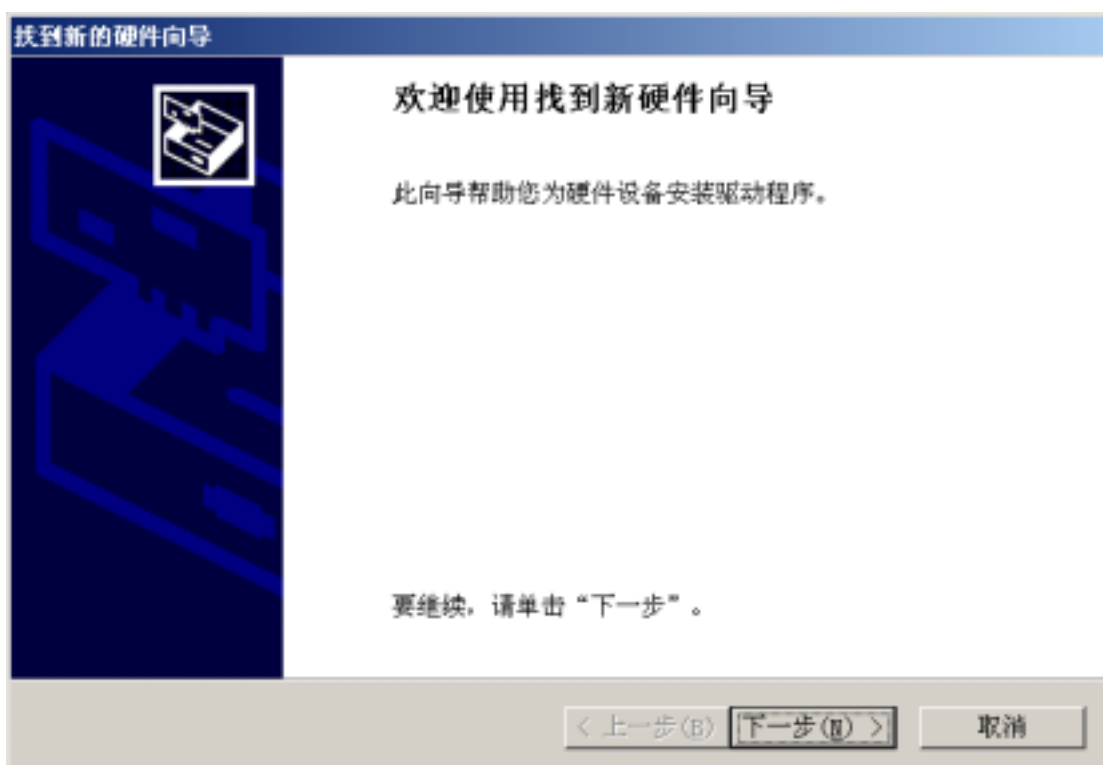 找到新的硬件向导
欢迎使用找到新硬件向导
此向导帮助您为硬件设备安装驱动程序。
要继续，请单击“下一步”。
< 上一步(B) 下一步(N) > 取消